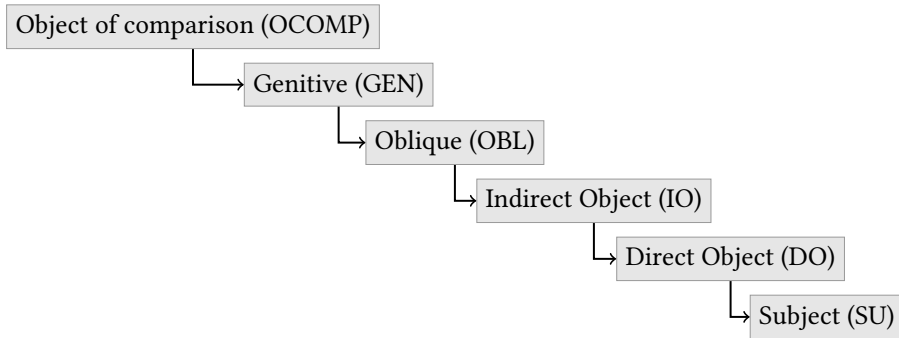 Object of comparison (OCOMP)
Genitive (GEN)
Oblique (OBL)
Indirect Object (IO)
Direct Object (DO)
Subject (SU)